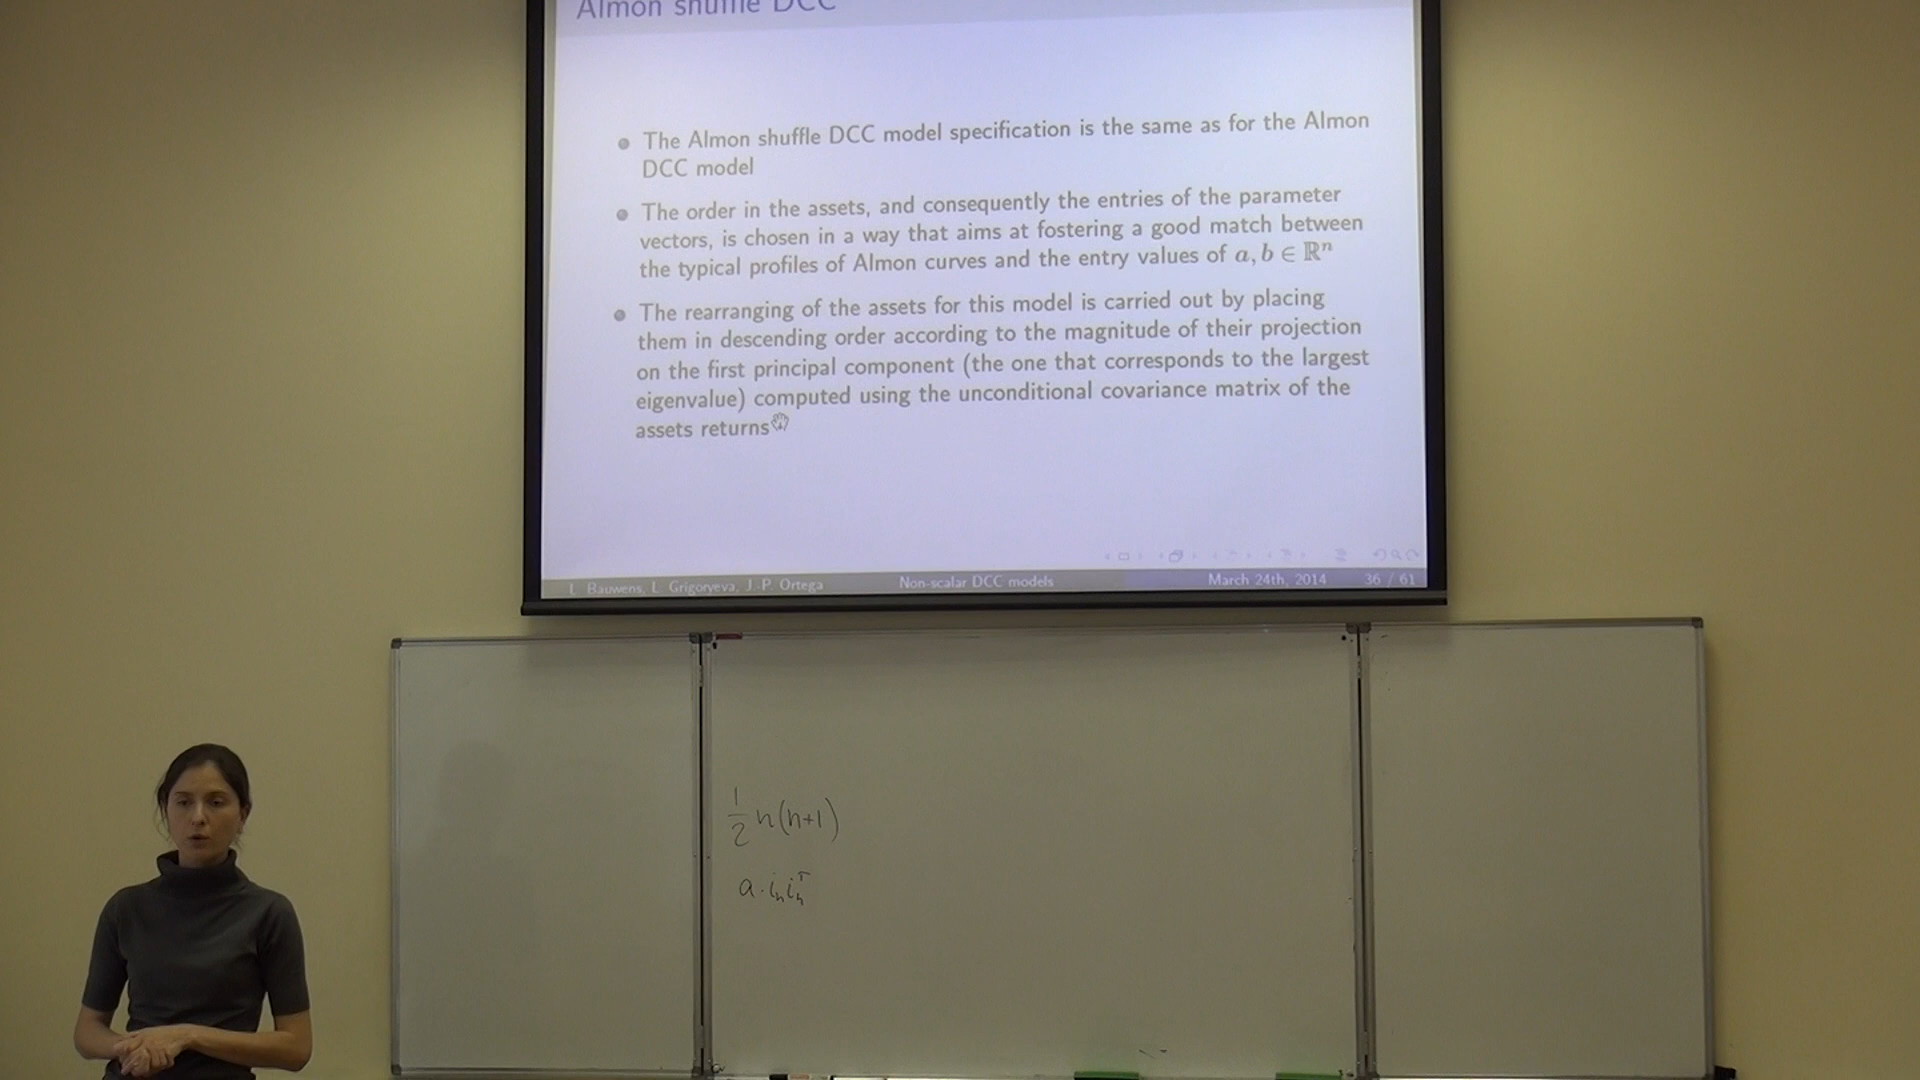 Almon shuffle DCC
The Almon shuffle DCC model specification is the same as for the Almon
DCC model
The order in the assets, and consequently the entries of the parameter
vectors, is chosen in a way that aims at fostering a good match between
the typical profiles of Almon curves and the entry values of a, b ∈ ℝⁿ
The rearranging of the assets for this model is carried out by placing
them in descending order according to the magnitude of their projection
on the first principal component (the one that corresponds to the largest
eigenvalue) computed using the unconditional covariance matrix of the
assets returns
L. Bauwens, L. Grigoryeva, J.-P. Ortega Non-scalar DCC models March 24th, 2014 36 / 61
1/2 n(n+1)
a · iₙiₙᵀ